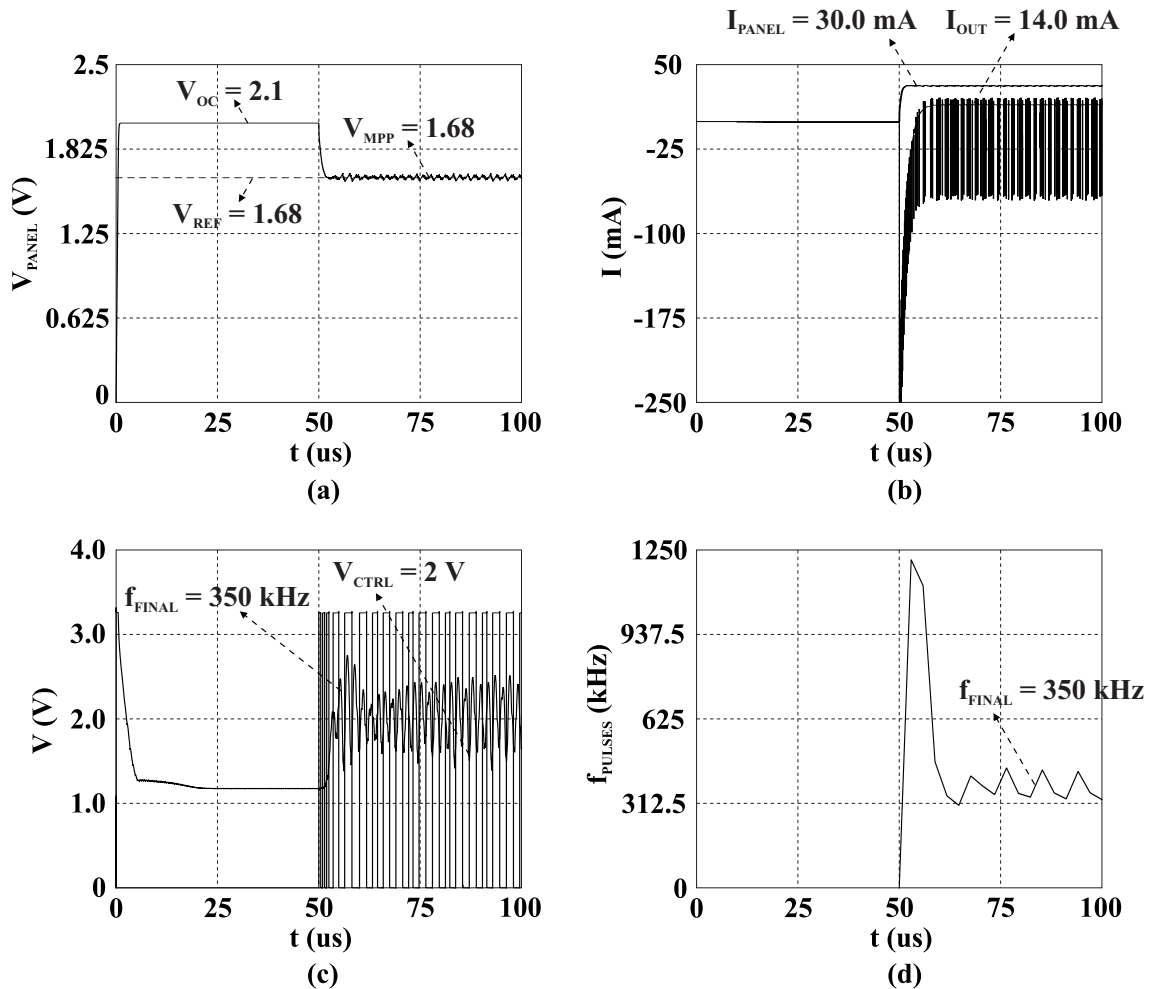 2.5
1.825
1.25
0.625
0
V_PANEL (V)
V_OC = 2.1
V_MPP = 1.68
V_REF = 1.68
0 25 50 75 100
t (us)
(a)
I_PANEL = 30.0 mA I_OUT = 14.0 mA
50
-25
-100
-175
-250
I (mA)
0 25 50 75 100
t (us)
(b)
4.0
3.0
2.0
1.0
0
V (V)
V_CTRL = 2 V
f_FINAL = 350 kHz
0 25 50 75 100
t (us)
(c)
1250
937.5
625
312.5
0
f_PULSES (kHz)
f_FINAL = 350 kHz
0 25 50 75 100
t (us)
(d)